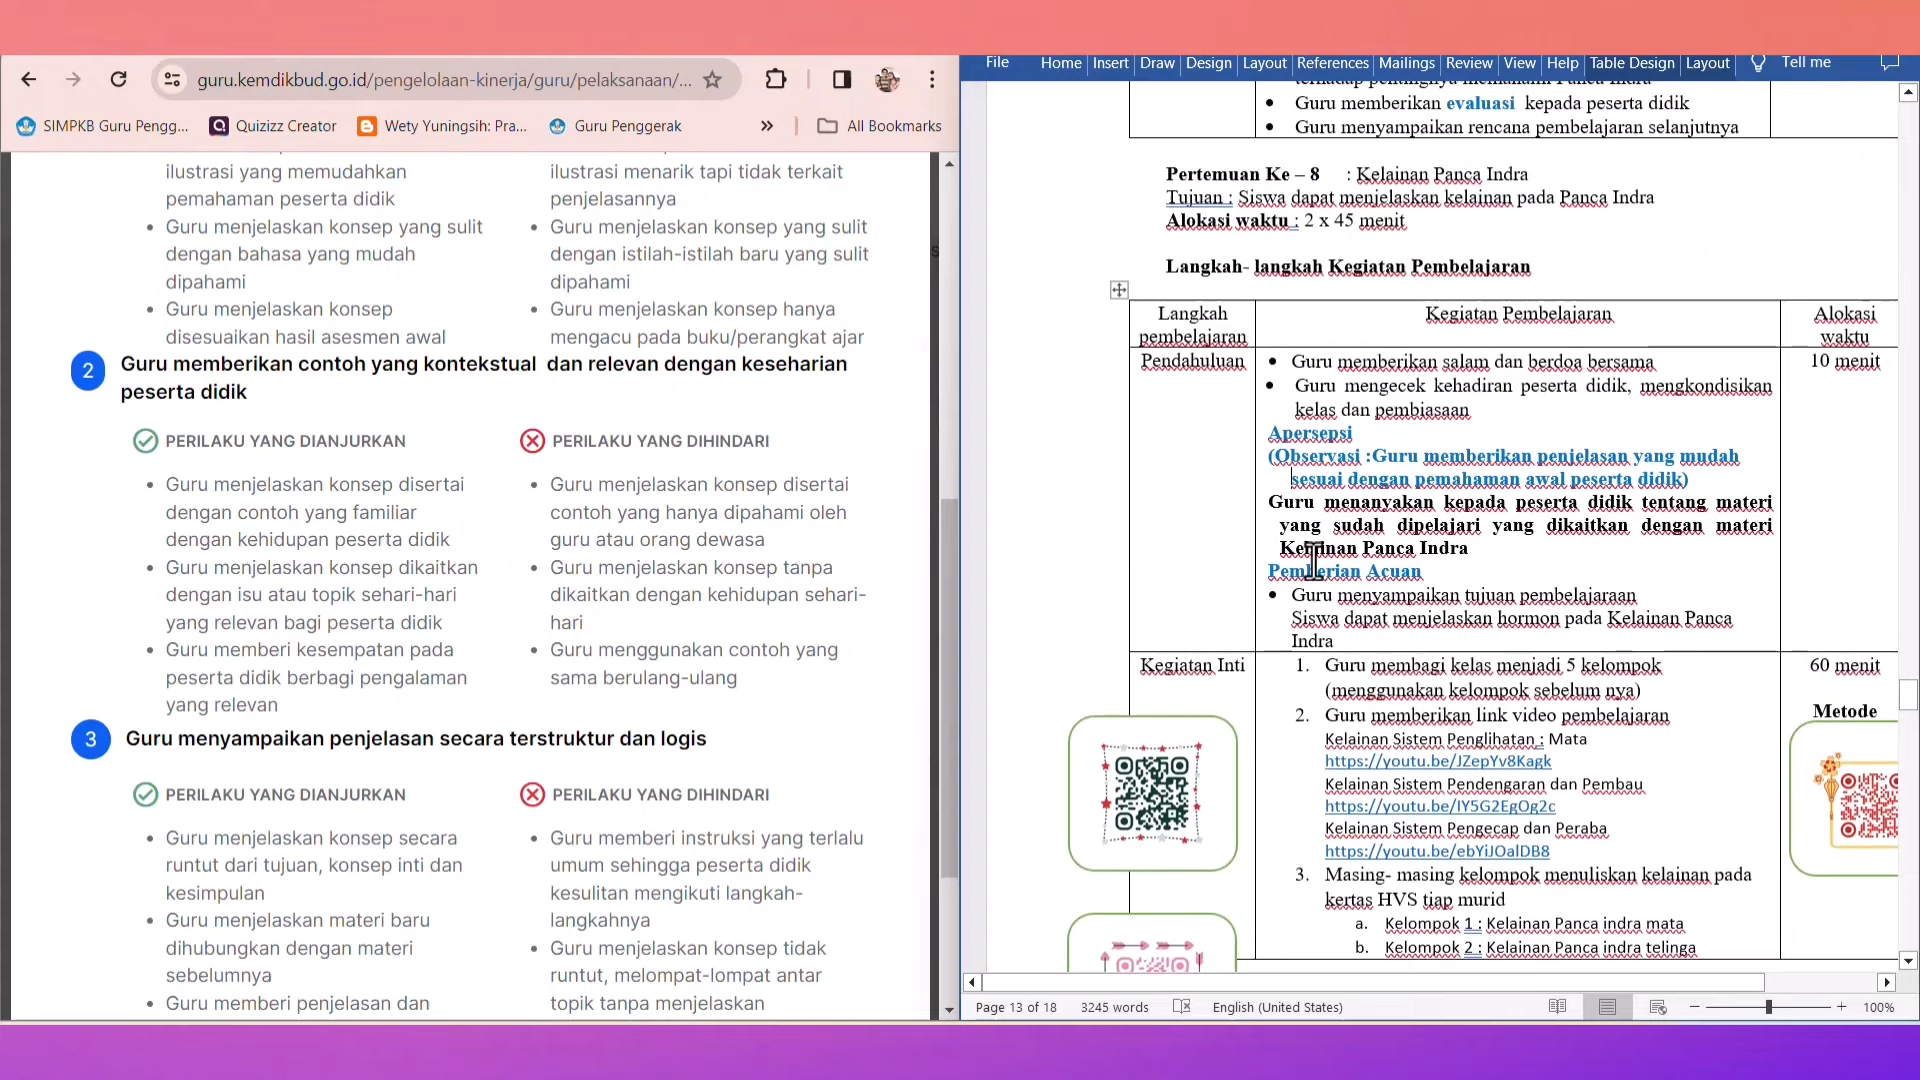 guru.kemdikbud.go.id/pengelolaan-kinerja/guru/pelaksanaan/...
SIMPKB Guru Pengg...
Quizizz Creator
Wety Yuningsih: Pra...
Guru Penggerak
»
All Bookmarks
ilustrasi yang memudahkan
pemahaman peserta didik
Guru menjelaskan konsep yang sulit
dengan bahasa yang mudah
dipahami
Guru menjelaskan konsep
disesuaikan hasil asesmen awal
ilustrasi menarik tapi tidak terkait
penjelasannya
Guru menjelaskan konsep yang sulit
dengan istilah-istilah baru yang sulit
dipahami
Guru menjelaskan konsep hanya
mengacu pada buku/perangkat ajar
2
Guru memberikan contoh yang kontekstual dan relevan dengan keseharian
peserta didik
PERILAKU YANG DIANJURKAN
Guru menjelaskan konsep disertai
dengan contoh yang familiar
dengan kehidupan peserta didik
Guru menjelaskan konsep dikaitkan
dengan isu atau topik sehari-hari
yang relevan bagi peserta didik
Guru memberi kesempatan pada
peserta didik berbagi pengalaman
yang relevan
PERILAKU YANG DIHINDARI
Guru menjelaskan konsep disertai
contoh yang hanya dipahami oleh
guru atau orang dewasa
Guru menjelaskan konsep tanpa
dikaitkan dengan kehidupan sehari-
hari
Guru menggunakan contoh yang
sama berulang-ulang
3
Guru menyampaikan penjelasan secara terstruktur dan logis
PERILAKU YANG DIANJURKAN
Guru menjelaskan konsep secara
runtut dari tujuan, konsep inti dan
kesimpulan
Guru menjelaskan materi baru
dihubungkan dengan materi
sebelumnya
Guru memberi penjelasan dan
PERILAKU YANG DIHINDARI
Guru memberi instruksi yang terlalu
umum sehingga peserta didik
kesulitan mengikuti langkah-
langkahnya
Guru menjelaskan konsep tidak
runtut, melompat-lompat antar
topik tanpa menjelaskan
File Home Insert Draw Design Layout References Mailings Review View Help Table Design Layout Tell me
terhadap pentingnya memahami Panca Indra
Guru memberikan evaluasi kepada peserta didik
Guru menyampaikan rencana pembelajaran selanjutnya
Pertemuan Ke – 8 : Kelainan Panca Indra
Tujuan : Siswa dapat menjelaskan kelainan pada Panca Indra
Alokasi waktu : 2 x 45 menit
Langkah- langkah Kegiatan Pembelajaran
Langkah
pembelajaran
Kegiatan Pembelajaran
Alokasi
waktu
Pendahuluan
Guru memberikan salam dan berdoa bersama
Guru mengecek kehadiran peserta didik, mengkondisikan
kelas dan pembiasaan
Apersepsi
(Observasi :Guru memberikan penjelasan yang mudah
sesuai dengan pemahaman awal peserta didik)
Guru menanyakan kepada peserta didik tentang materi
yang sudah dipelajari yang dikaitkan dengan materi
Panca Indra
Pemberian Acuan
Guru menyampaikan tujuan pembelajaraan
Siswa dapat menjelaskan hormon pada Kelainan Panca
Indra
10 menit
Kegiatan Inti
1. Guru membagi kelas menjadi 5 kelompok
(menggunakan kelompok sebelum nya)
2. Guru memberikan link video pembelajaran
Kelainan Sistem Penglihatan : Mata
https://youtu.be/JZepYv8Kagk
Kelainan Sistem Pendengaran dan Pembau
https://youtu.be/IY5G2EgOg2c
Kelainan Sistem Pengecap dan Peraba
https://youtu.be/ebYiJOalDB8
3. Masing- masing kelompok menuliskan kelainan pada
kertas HVS tiap murid
a. Kelompok 1 : Kelainan Panca indra mata
b. Kelompok 2 : Kelainan Panca indra telinga
60 menit
Metode
Page 13 of 18 3245 words English (United States) 100%